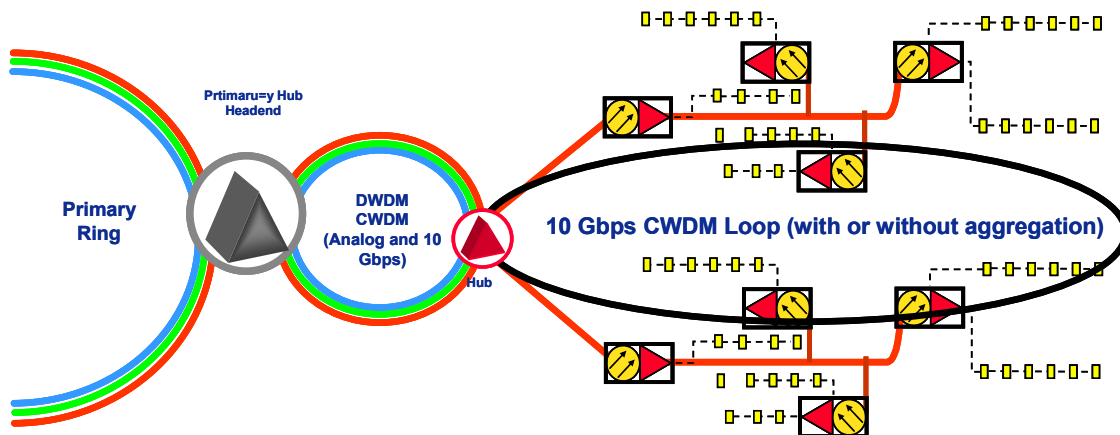 Prtimaru=y Hub
Headend
Primary
Ring
DWDM
CWDM
(Analog and 10
Gbps)
Hub
10 Gbps CWDM Loop (with or without aggregation)